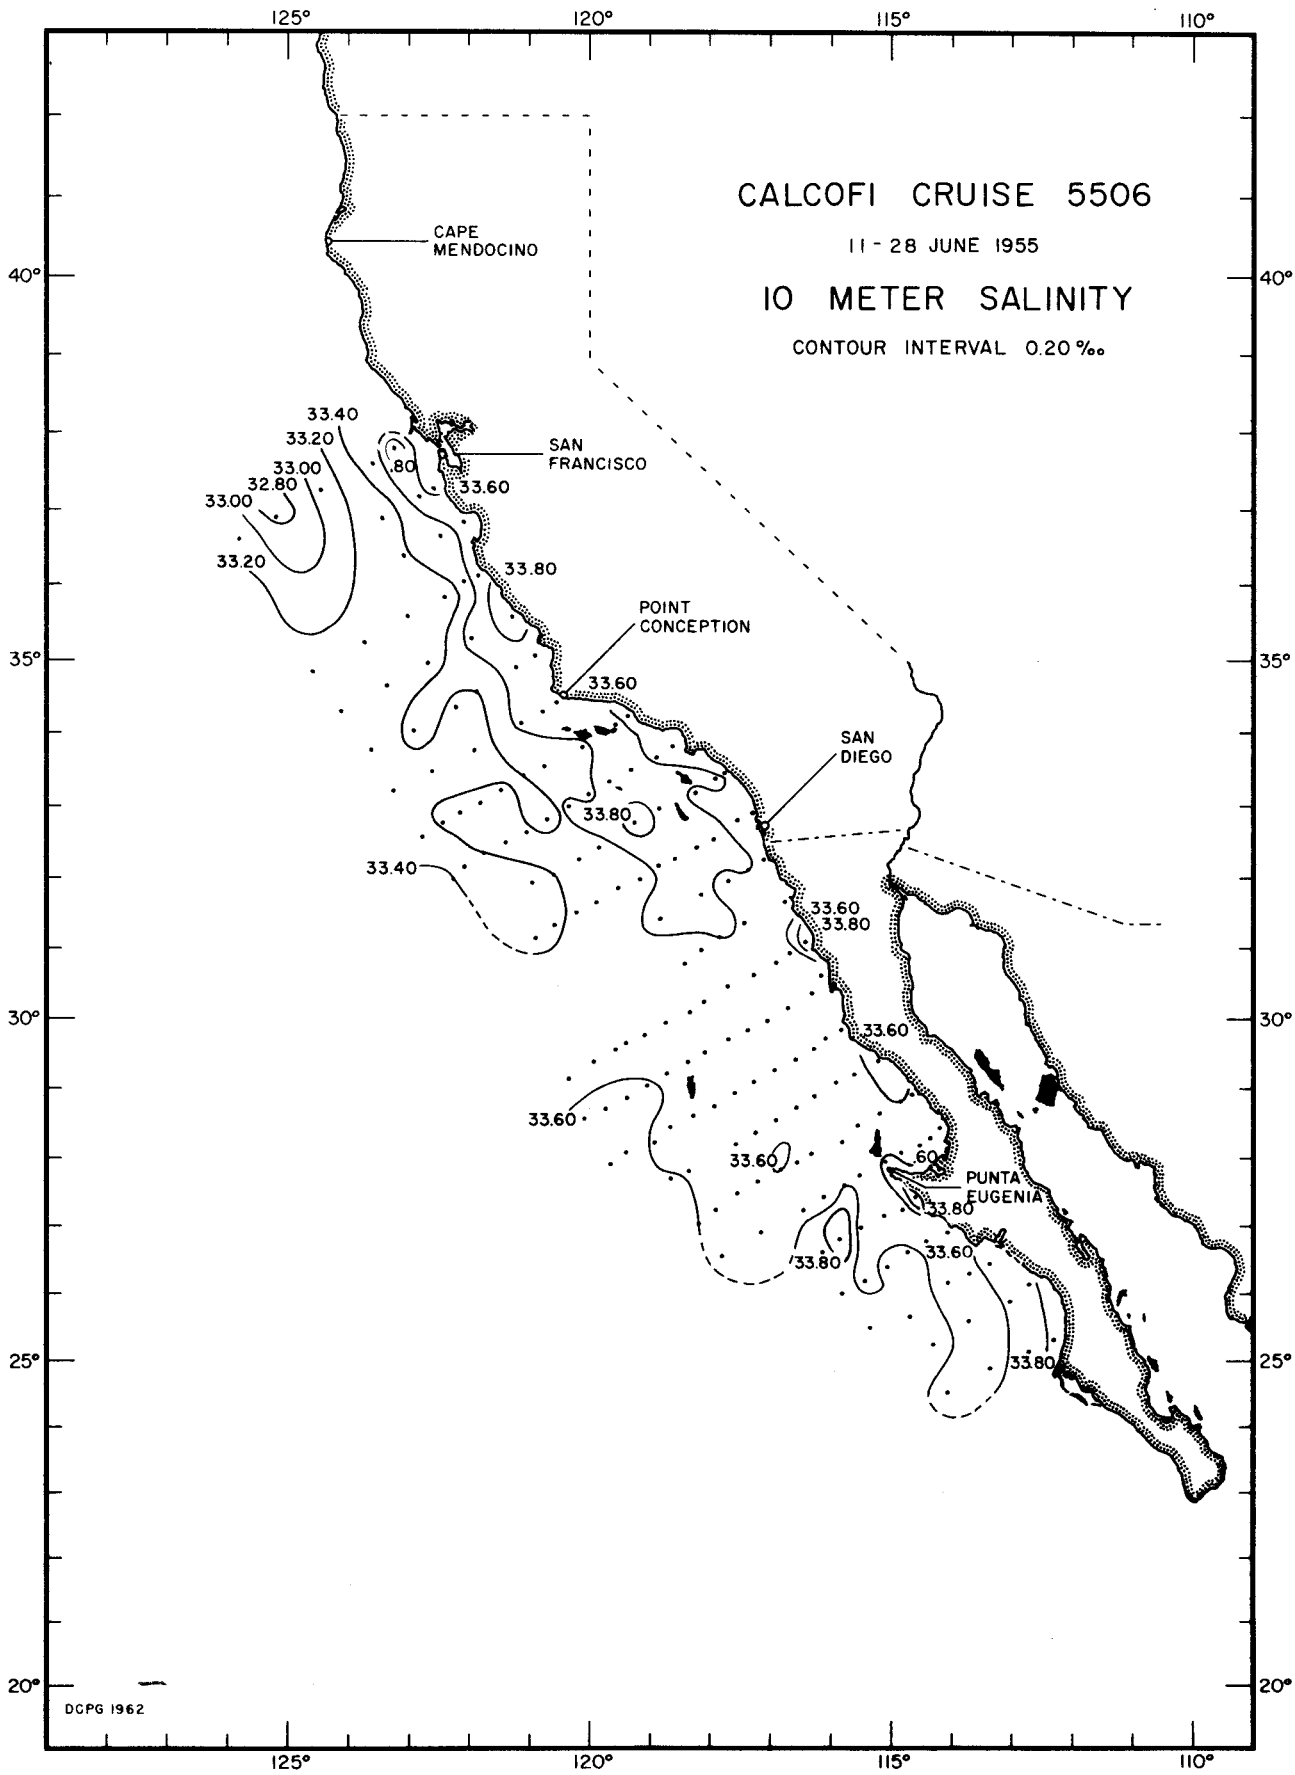 125°
120°
115°
110°
CALCOFI CRUISE 5506
11-28 JUNE 1955
10 METER SALINITY
CONTOUR INTERVAL 0.20‰
CAPE
MENDOCINO
40°
40°
33.40
33.20
33.00
32.80
33.00
33.20
.80
SAN
FRANCISCO
33.60
33.80
POINT
CONCEPTION
35°
35°
33.60
SAN
DIEGO
33.80
33.40
33.60
33.80
30°
30°
33.60
33.60
33.60
.60
PUNTA
EUGENIA
33.80
33.60
33.80
25°
25°
33.80
20°
20°
DCPG 1962
125°
120°
115°
110°